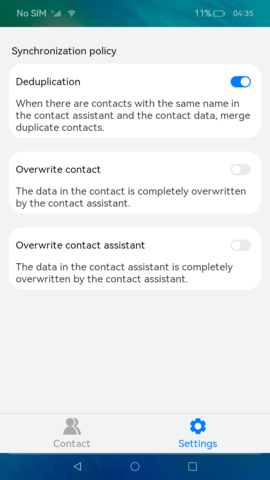 No SIM 11% 04:35
Synchronization policy
Deduplication
When there are contacts with the same name in
the contact assistant and the contact data, merge
duplicate contacts.
Overwrite contact
The data in the contact is completely overwritten
by the contact assistant.
Overwrite contact assistant
The data in the contact assistant is completely
overwritten by the contact assistant.
Contact Settings